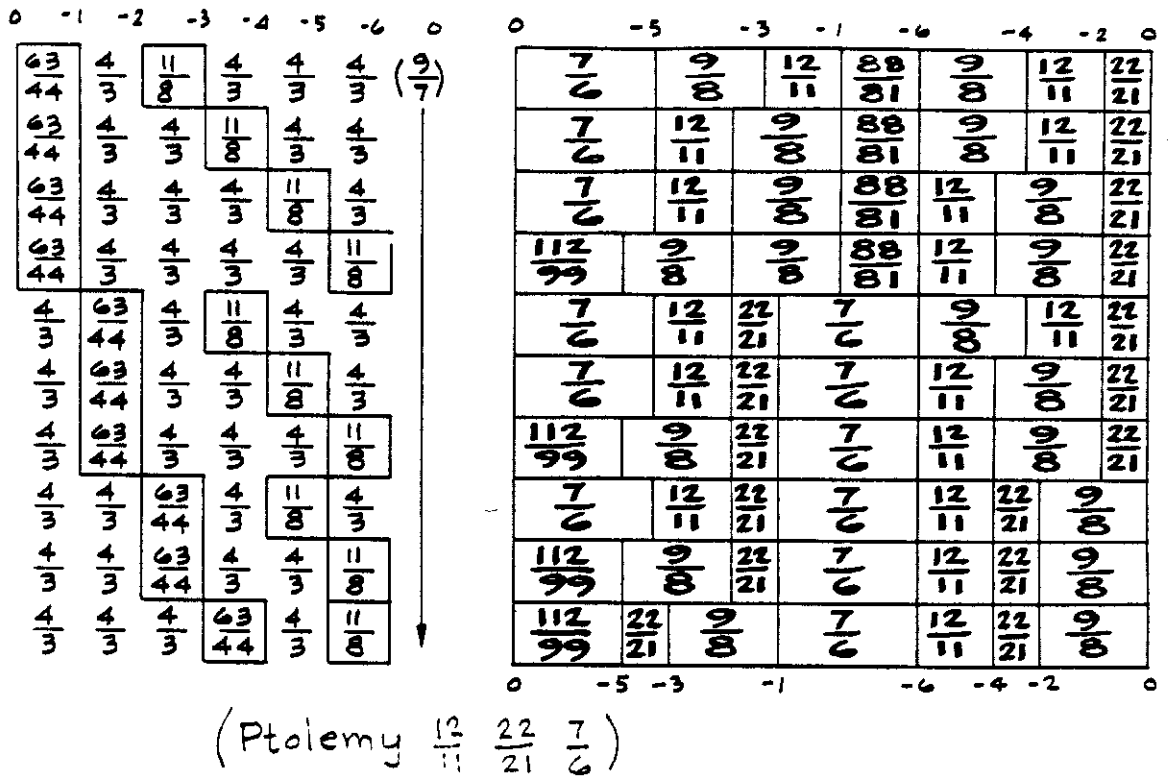 0 -1 -2 -3 -4 -5 -6 0 0 -5 -3 -1 -6 -4 -2 0
63/44 4/3 11/8 4/3 4/3 4/3 (9/7) 7/6 9/8 12/11 88/81 9/8 12/11 22/21
63/44 4/3 4/3 11/8 4/3 4/3 7/6 12/11 9/8 88/81 9/8 12/11 22/21
63/44 4/3 4/3 4/3 11/8 4/3 7/6 12/11 9/8 88/81 12/11 9/8 22/21
63/44 4/3 4/3 4/3 4/3 11/8 112/99 9/8 9/8 88/81 12/11 9/8 22/21
4/3 63/44 4/3 11/8 4/3 4/3 7/6 12/11 22/21 7/6 9/8 12/11 22/21
4/3 63/44 4/3 4/3 11/8 4/3 7/6 12/11 22/21 7/6 12/11 9/8 22/21
4/3 63/44 4/3 4/3 4/3 11/8 112/99 9/8 22/21 7/6 12/11 9/8 22/21
4/3 4/3 63/44 4/3 11/8 4/3 7/6 12/11 22/21 7/6 12/11 22/21 9/8
4/3 4/3 63/44 4/3 4/3 11/8 112/99 9/8 22/21 7/6 12/11 22/21 9/8
4/3 4/3 4/3 63/44 4/3 11/8 112/99 22/21 9/8 7/6 12/11 22/21 9/8
0 -5 -3 -1 -6 -4 -2 0
(Ptolemy 12/11 22/21 7/6)